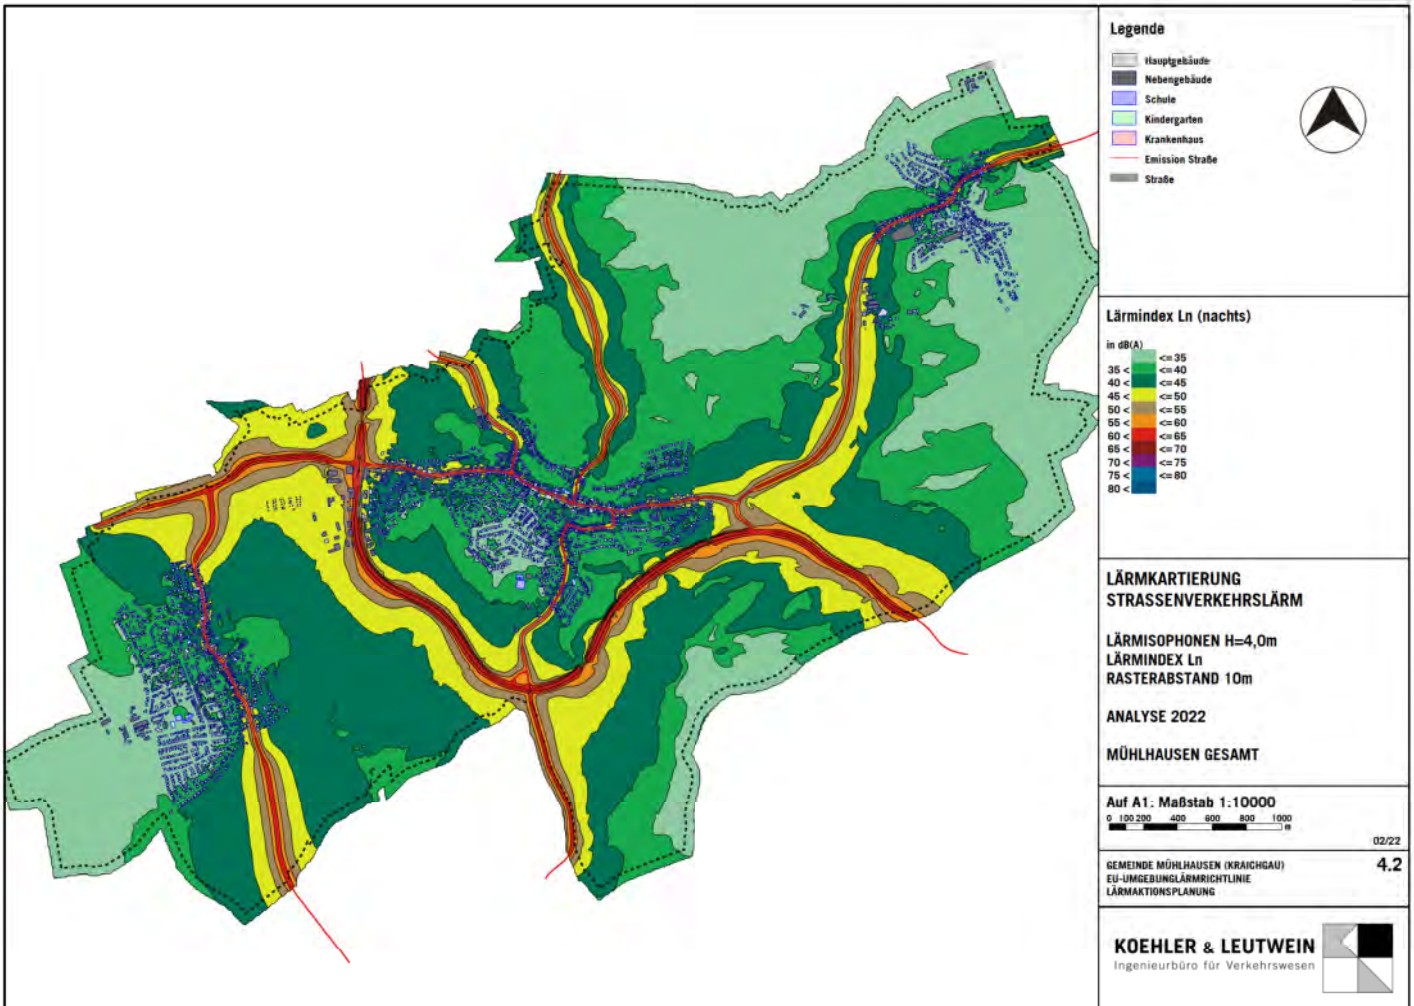 Legende
Hauptgebäude
Nebengebäude
Schule
Kindergarten
Krankenhaus
Emission Straße
Straße
Lärmindex Ln (nachts)
in dB(A)
<= 35
35 < <= 40
40 < <= 45
45 < <= 50
50 < <= 55
55 < <= 60
60 < <= 65
65 < <= 70
70 < <= 75
75 < <= 80
80 <
LÄRMKARTIERUNG
STRASSENVERKEHRSLÄRM
LÄRMISOPHONEN H=4,0m
LÄRMINDEX Ln
RASTERABSTAND 10m
ANALYSE 2022
MÜHLHAUSEN GESAMT
Auf A1: Maßstab 1:10000
0 100 200 400 600 800 1000
m
02/22
GEMEINDE MÜHLHAUSEN (KRAICHGAU) 4.2
EU-UMGEBUNGLÄRMRICHTLINIE
LÄRMAKTIONSPLANUNG
KOEHLER & LEUTWEIN
Ingenieurbüro für Verkehrswesen